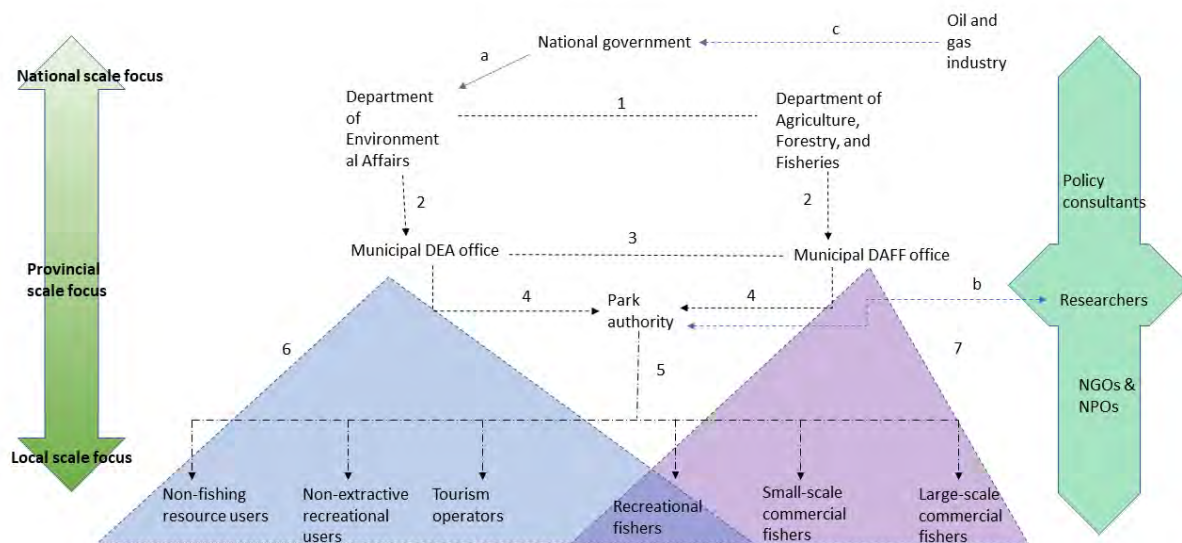 Oil and
gas
industry
c
National government
a
National scale focus
Department
of
Environment
al Affairs
1
Department of
Agriculture,
Forestry, and
Fisheries
Policy
consultants
2
2
Municipal DEA office
3
Municipal DAFF office
Provincial
scale focus
4
Park
authority
4
b
Researchers
6
5
7
NGOs &
NPOs
Local scale focus
Non-fishing
resource users
Non-extractive
recreational
users
Tourism
operators
Recreational
fishers
Small-scale
commercial
fishers
Large-scale
commercial
fishers